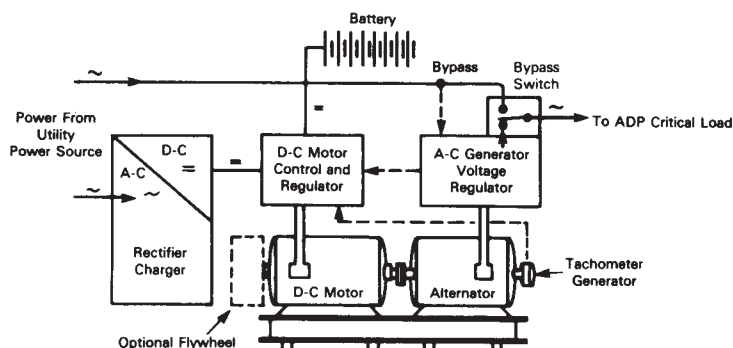 Battery
~
Bypass
Bypass
Switch
~
To ADP Critical Load
=
Power From
Utility
Power Source
D-C
=
A-C
~
~
Rectifier
Charger
=
D-C Motor
Control and
Regulator
A-C Generator
Voltage
Regulator
D-C Motor
Alternator
Tachometer
Generator
Optional Flywheel